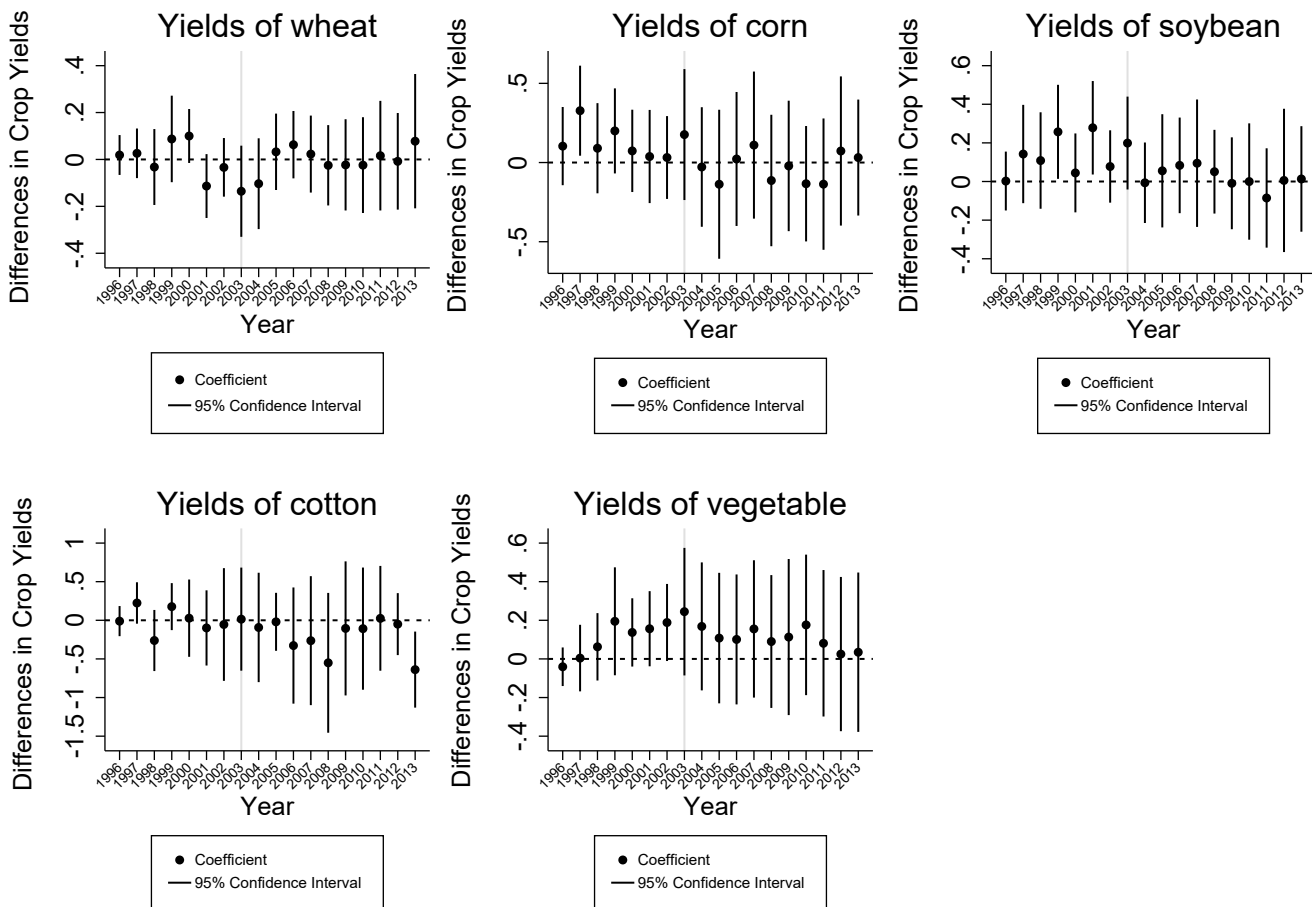 Yields of wheat
Differences in Crop Yields
.4
.2
0
-.2
-.4
1996 1997 1998 1999 2000 2001 2002 2003 2004 2005 2006 2007 2008 2009 2010 2011 2012 2013
Year
Coefficient
95% Confidence Interval
Yields of corn
Differences in Crop Yields
.5
0
-.5
1996 1997 1998 1999 2000 2001 2002 2003 2004 2005 2006 2007 2008 2009 2010 2011 2012 2013
Year
Coefficient
95% Confidence Interval
Yields of soybean
Differences in Crop Yields
.6
.4
.2
0
-.2
-.4
1996 1997 1998 1999 2000 2001 2002 2003 2004 2005 2006 2007 2008 2009 2010 2011 2012 2013
Year
Coefficient
95% Confidence Interval
Yields of cotton
Differences in Crop Yields
1
.5
0
-.5
-1
-1.5
1996 1997 1998 1999 2000 2001 2002 2003 2004 2005 2006 2007 2008 2009 2010 2011 2012 2013
Year
Coefficient
95% Confidence Interval
Yields of vegetable
Differences in Crop Yields
.6
.4
.2
0
-.2
-.4
1996 1997 1998 1999 2000 2001 2002 2003 2004 2005 2006 2007 2008 2009 2010 2011 2012 2013
Year
Coefficient
95% Confidence Interval